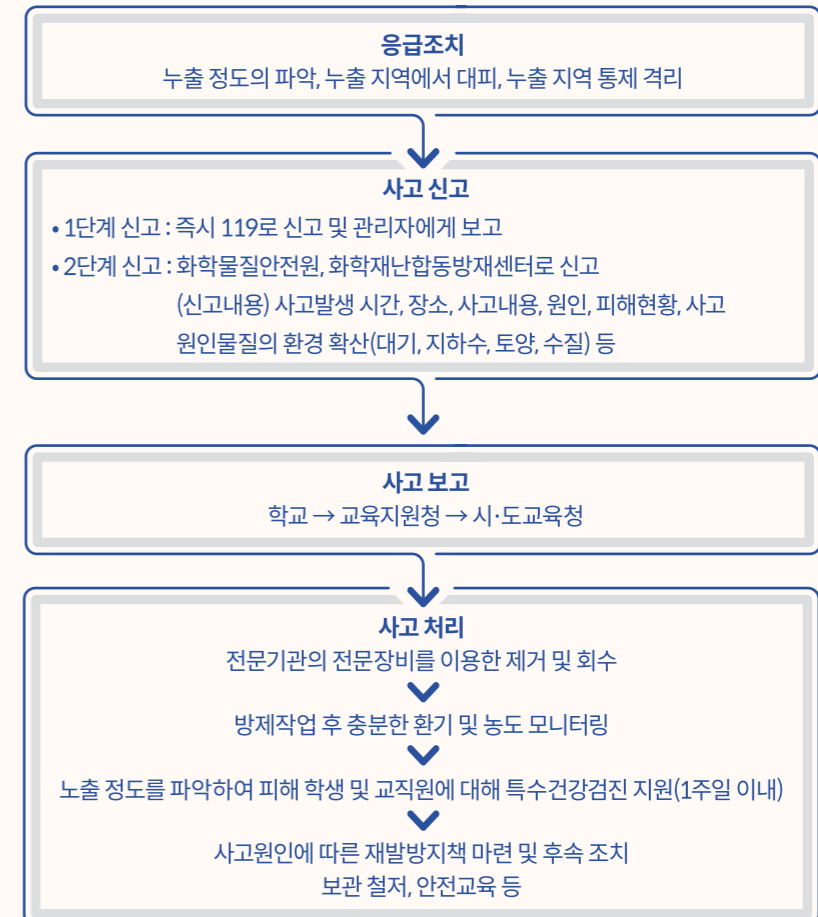 응급조치
누출 정도의 파악, 누출 지역에서 대피, 누출 지역 통제 격리
사고 신고
• 1단계 신고 : 즉시 119로 신고 및 관리자에게 보고
• 2단계 신고 : 화학물질안전원, 화학재난합동방재센터로 신고
(신고내용) 사고발생 시간, 장소, 사고내용, 원인, 피해현황, 사고
원인물질의 환경 확산(대기, 지하수, 토양, 수질) 등
사고 보고
학교 → 교육지원청 → 시·도교육청
사고 처리
전문기관의 전문장비를 이용한 제거 및 회수
방제작업 후 충분한 환기 및 농도 모니터링
노출 정도를 파악하여 피해 학생 및 교직원에 대해 특수건강검진 지원(1주일 이내)
사고원인에 따른 재발방지책 마련 및 후속 조치
보관 철저, 안전교육 등